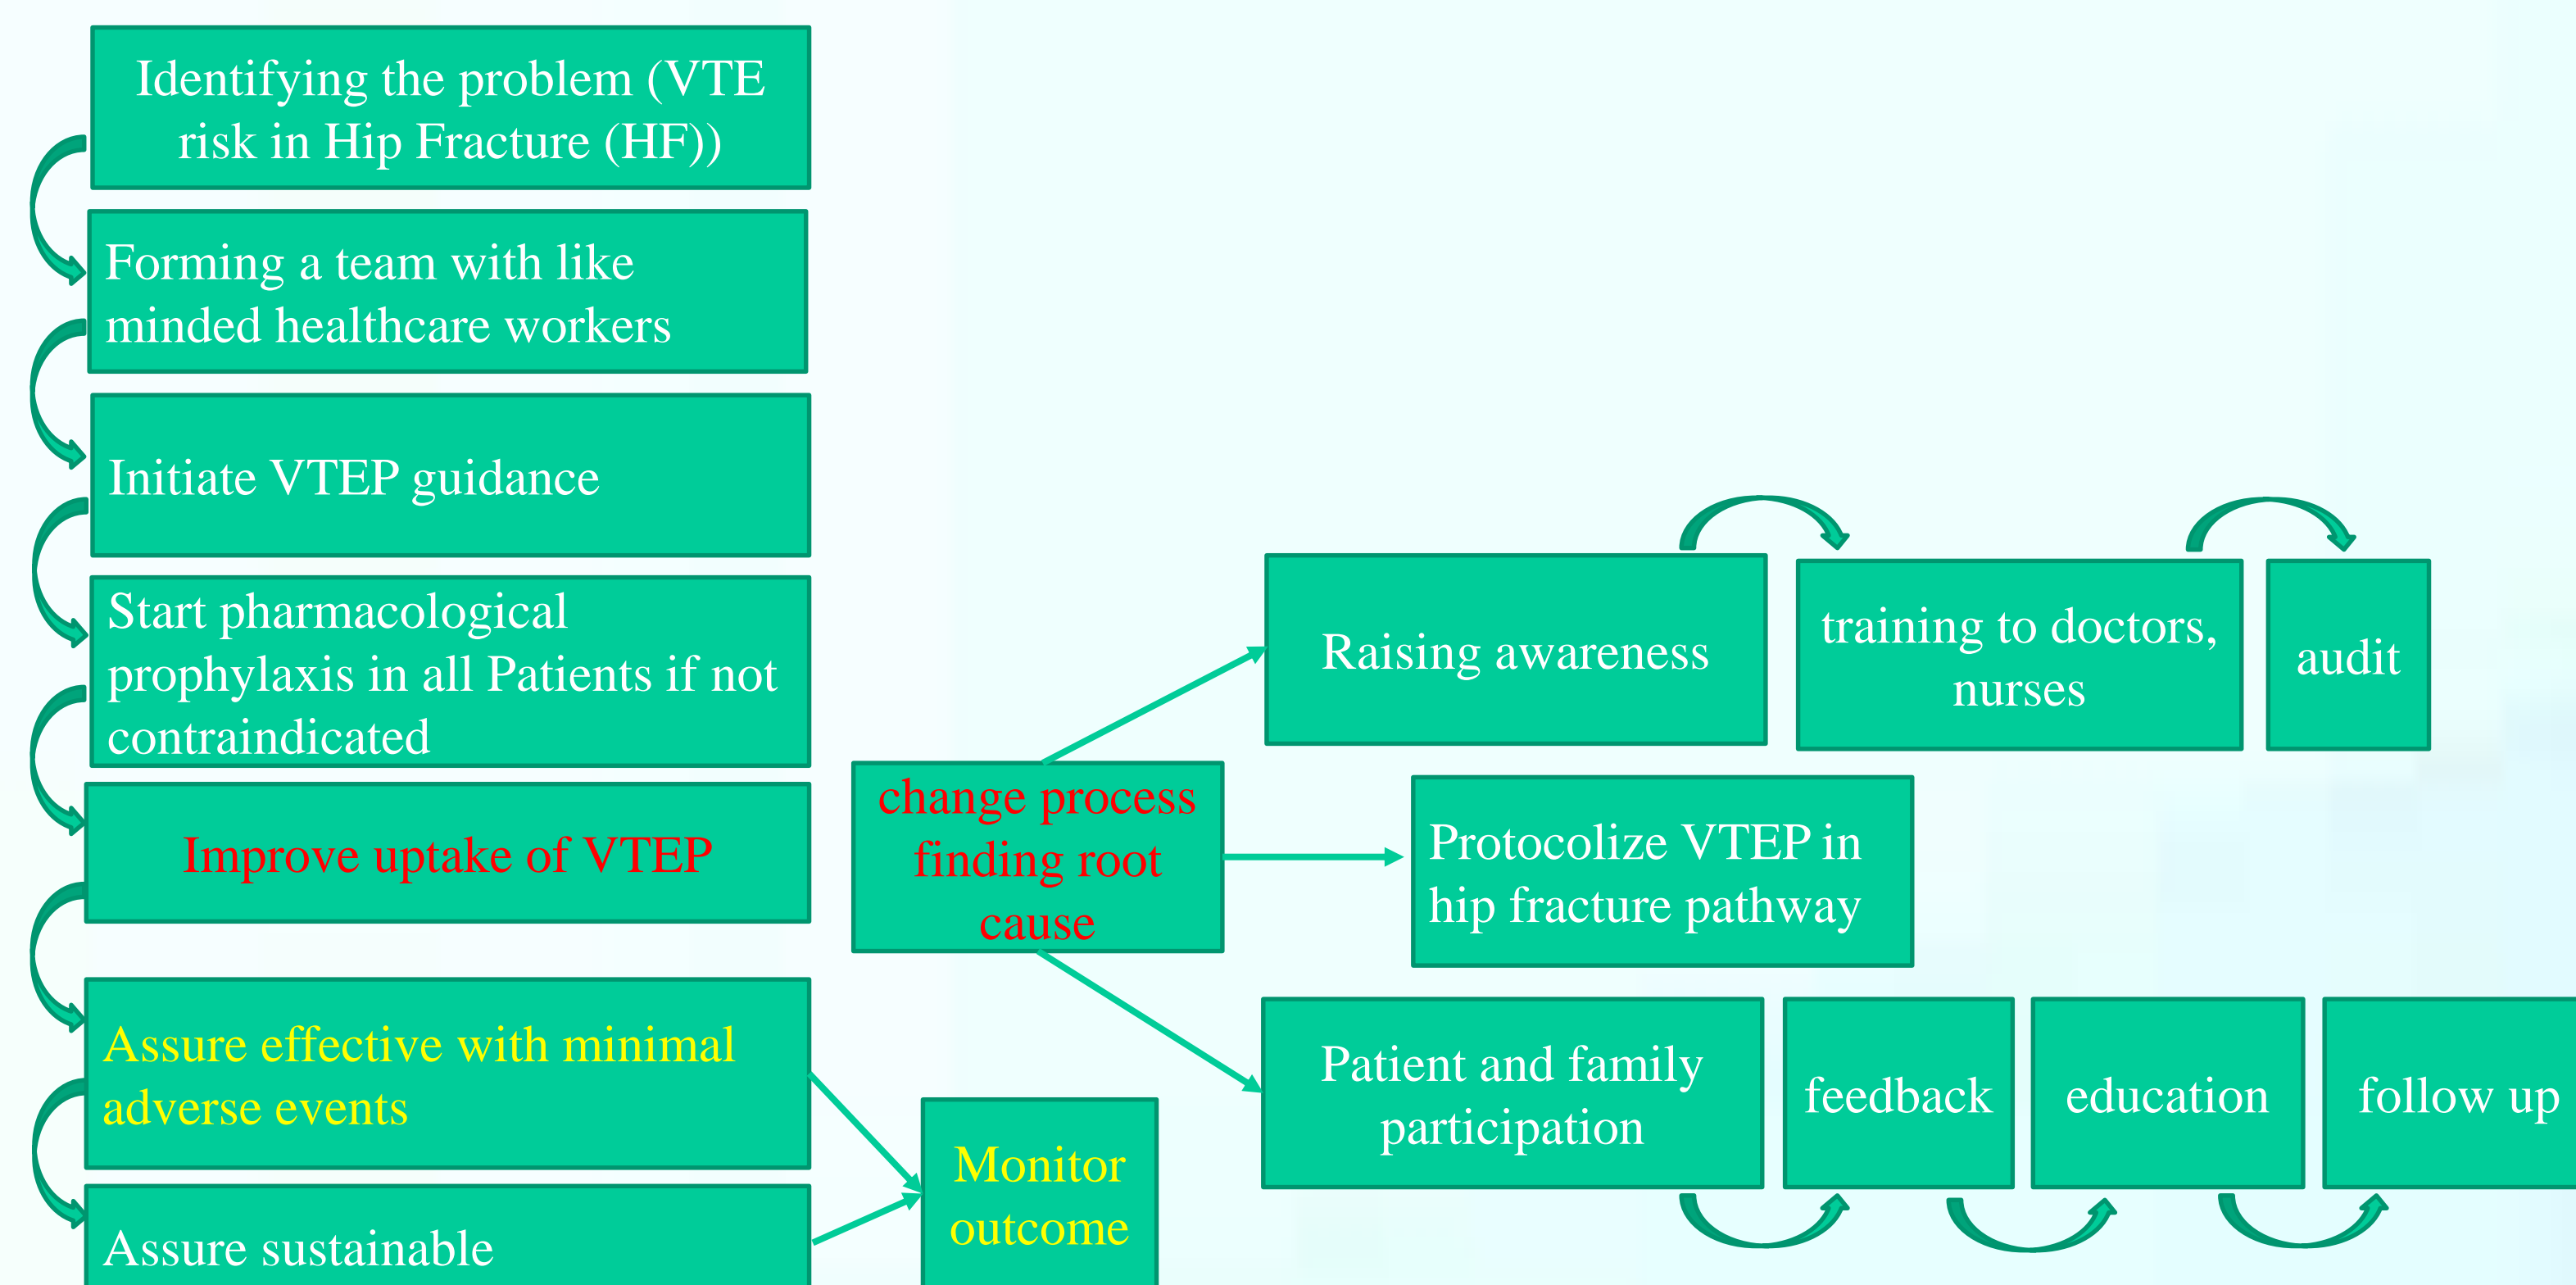 Identifying the problem (VTE
risk in Hip Fracture (HF))
Forming a team with like
minded healthcare workers
Initiate VTEP guidance
Start pharmacological
prophylaxis in all Patients if not
contraindicated
Improve uptake of VTEP
Assure effective with minimal
adverse events
Assure sustainable
Monitor
outcome
change process
finding root
cause
Raising awareness
training to doctors,
nurses
audit
Protocolize VTEP in
hip fracture pathway
Patient and family
participation
feedback
education
follow up